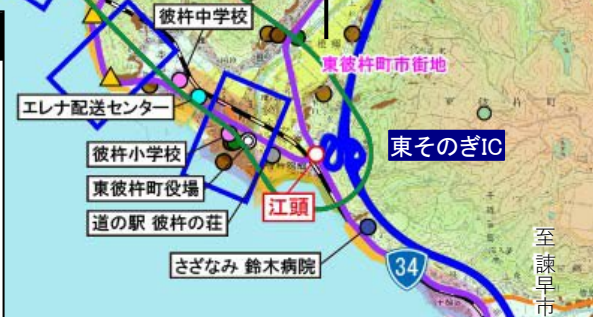 彼杵中学校
東彼杵町市街地
エレナ配送センター
東そのぎIC
彼杵小学校
東彼杵町役場
江頭
道の駅 彼杵の荘
さざなみ 鈴木病院
34
至 諫早市